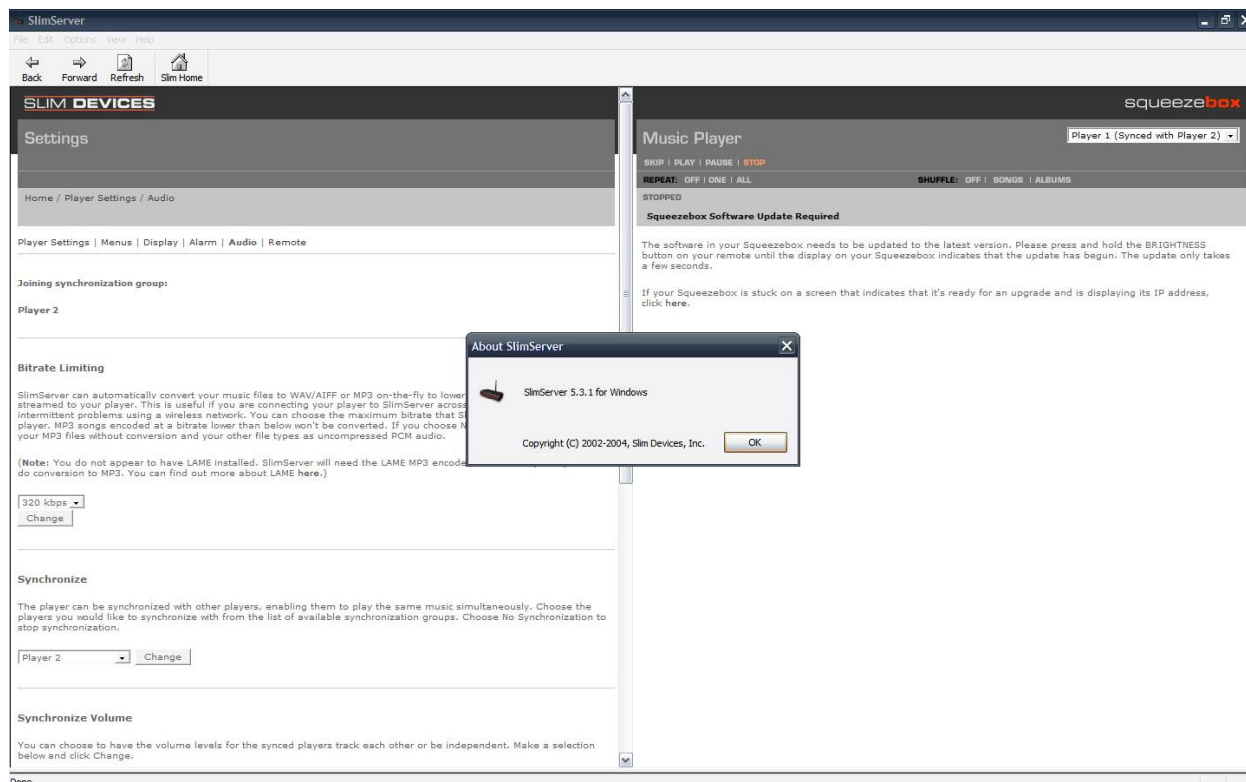 SlimServer
File Edit Options View Help
Back Forward Refresh Slim Home
SLIM DEVICES
Settings
Home / Player Settings / Audio
Player Settings | Menus | Display | Alarm | Audio | Remote
Joining synchronization group:
Player 2
Bitrate Limiting
SlimServer can automatically convert your music files to WAV/AIFF or MP3 on-the-fly to lower
streamed to your player. This is useful if you are connecting your player to SlimServer across
intermittent problems using a wireless network. You can choose the maximum bitrate that
player. MP3 songs encoded at a bitrate lower than below won't be converted. If you choose
your MP3 files without conversion and your other file types as uncompressed PCM audio.
(Note: You do not appear to have LAME installed. SlimServer will need the LAME MP3
do conversion to MP3. You can find out more about LAME here.)
320 kbps
Change
Synchronize
The player can be synchronized with other players, enabling them to play the same music simultaneously. Choose the
players you would like to synchronize with from the list of available synchronization groups. Choose No Synchronization to
stop synchronization.
Player 2 Change
Synchronize Volume
You can choose to have the volume levels for the synced players track each other or be independent. Make a selection
below and click Change.
squeezebox
Music Player
Player 1 (Synced with Player 2)
SKIP | PLAY | PAUSE | STOP
REPEAT: OFF | ONE | ALL SHUFFLE: OFF | SONGS | ALBUMS
STOPPED
Squeezebox Software Update Required
The software in your Squeezebox needs to be updated to the latest version. Please press and hold the BRIGHTNESS
button on your remote until the display on your Squeezebox indicates that the update has begun. The update only takes
a few seconds.
If your Squeezebox is stuck on a screen that indicates that it's ready for an upgrade and is displaying its IP address,
click here.
About SlimServer
SlimServer 5.3.1 for Windows
Copyright (C) 2002-2004, Slim Devices, Inc.
OK